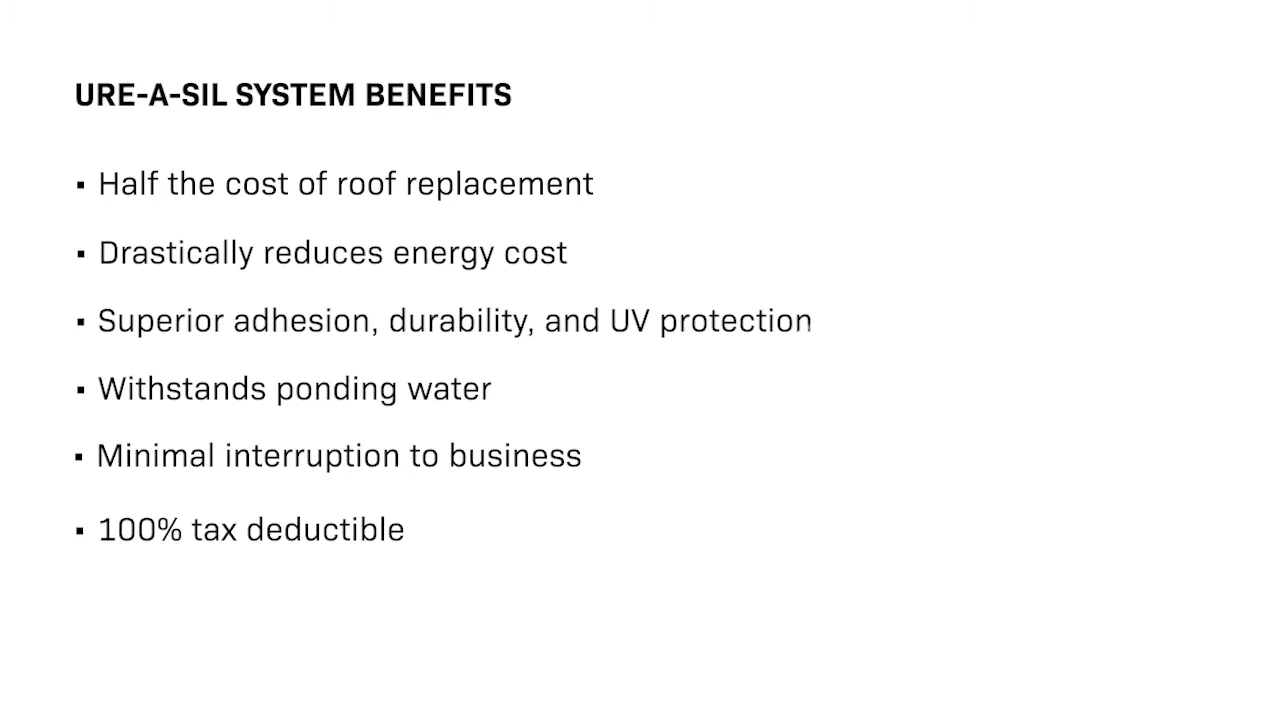 URE-A-SIL SYSTEM BENEFITS
▪ Half the cost of roof replacement
▪ Drastically reduces energy cost
▪ Superior adhesion, durability, and UV protection
▪ Withstands ponding water
▪ Minimal interruption to business
▪ 100% tax deductible